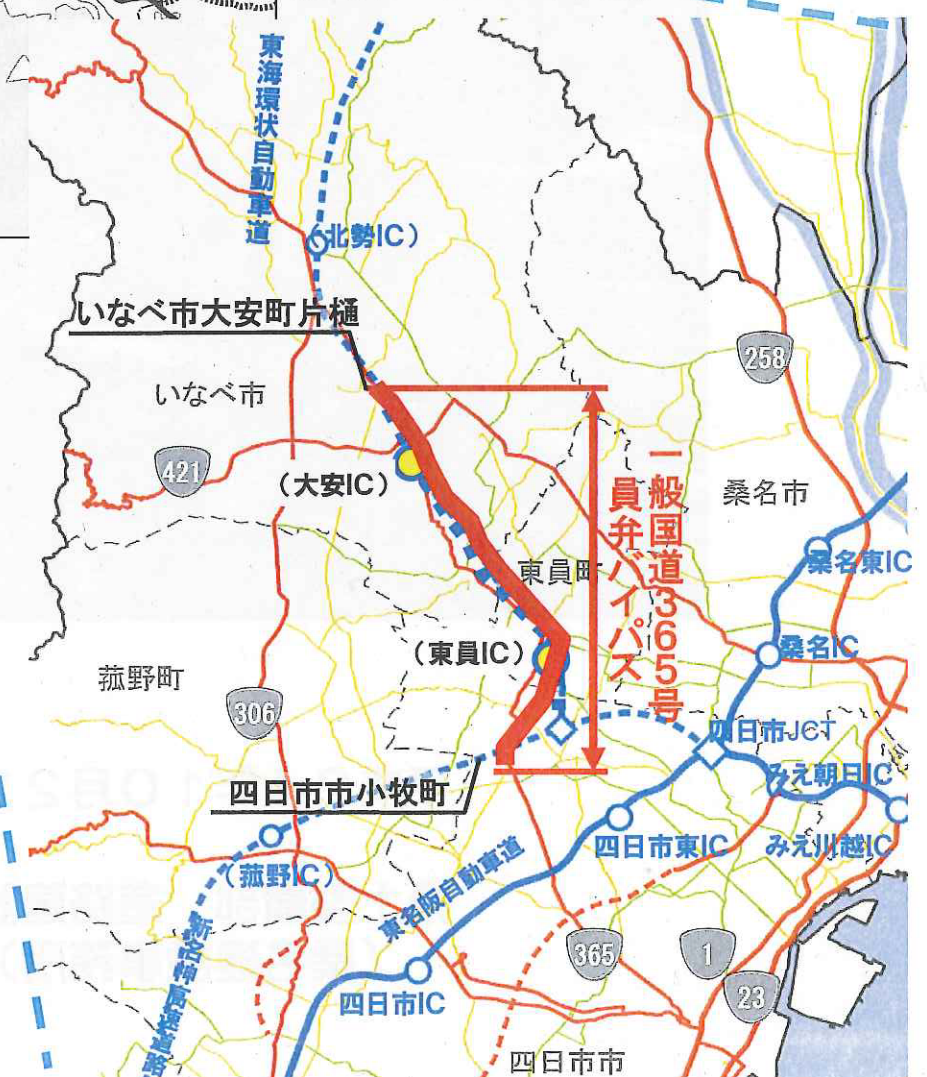 東海環状自動車道
(北勢IC)
いなべ市大安町片樋
258
いなべ市
421
(大安IC)
一般国道365号
員弁バイパス
桑名市
桑名東IC
東員町
(東員IC)
桑名IC
菰野町
306
四日市JCT
みえ朝日IC
四日市市小牧町
四日市東IC
みえ川越IC
(菰野IC)
東名阪自動車道
新名神高速道路
365
1
23
四日市IC
四日市市